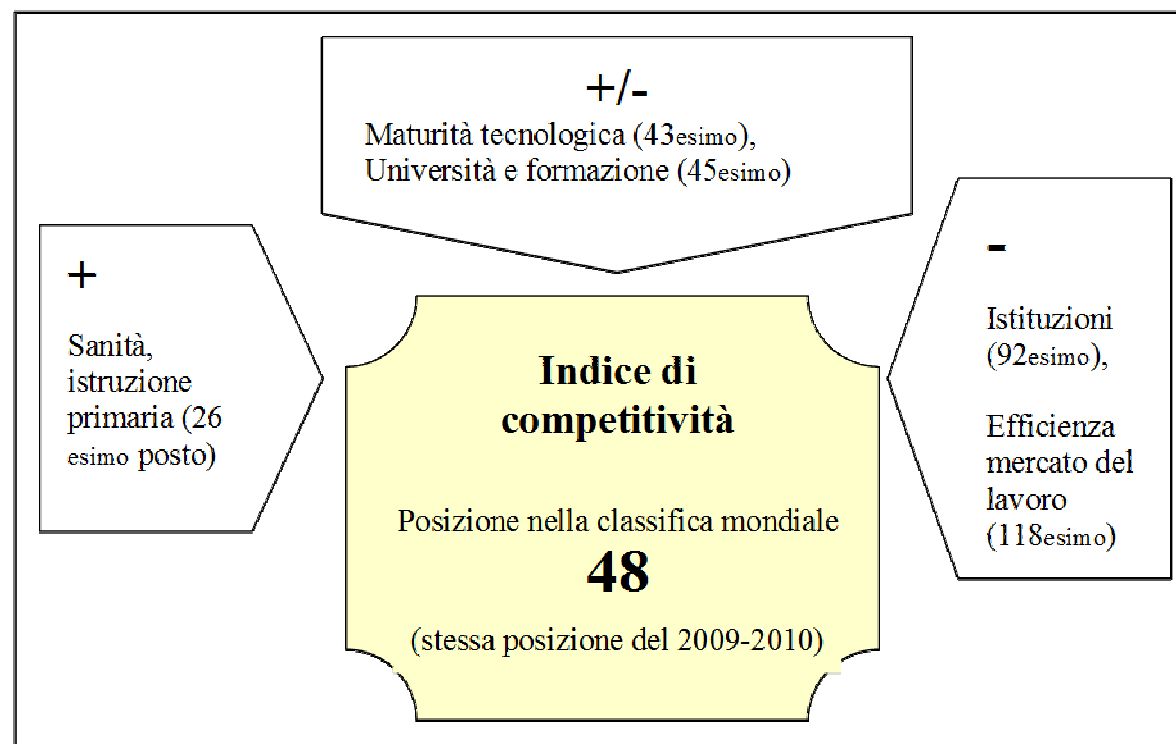 +/-
Maturità tecnologica (43esimo),
Università e formazione (45esimo)
+
Sanità,
istruzione
primaria (26
esimo posto)
-
Istituzioni
(92esimo),
Efficienza
mercato del
lavoro
(118esimo)
Indice di
competitività
Posizione nella classifica mondiale
48
(stessa posizione del 2009-2010)